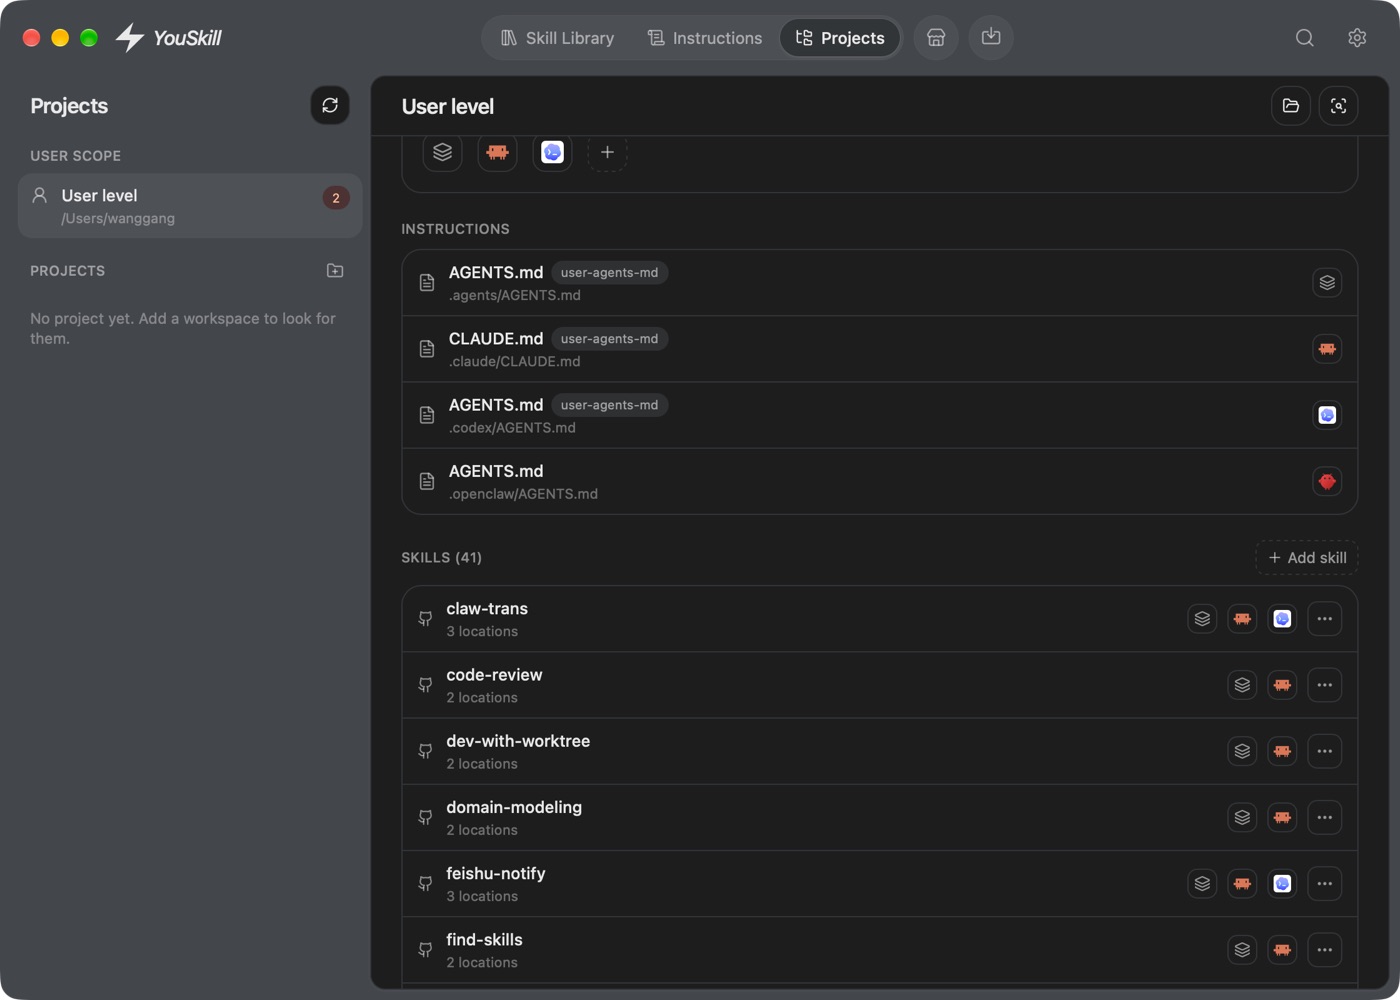 YouSkill
Skill Library
Instructions
Projects
Projects
USER SCOPE
User level
/Users/wanggang
2
PROJECTS
No project yet. Add a workspace to look for
them.
User level
INSTRUCTIONS
AGENTS.md user-agents-md
.agents/AGENTS.md
CLAUDE.md user-agents-md
.claude/CLAUDE.md
AGENTS.md user-agents-md
.codex/AGENTS.md
AGENTS.md
.openclaw/AGENTS.md
SKILLS (41)
+ Add skill
claw-trans
3 locations
code-review
2 locations
dev-with-worktree
2 locations
domain-modeling
2 locations
feishu-notify
3 locations
find-skills
2 locations